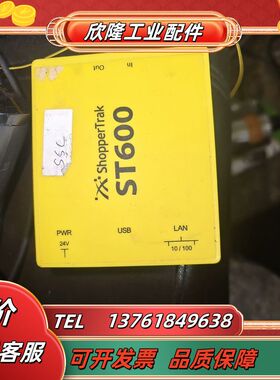 欣隆工业配件
Out
In
ShopperTrak
ST600
PWR
24V
USB
LAN
10 / 100
价
客服
TEL 13761849638
可开发票 品质保障